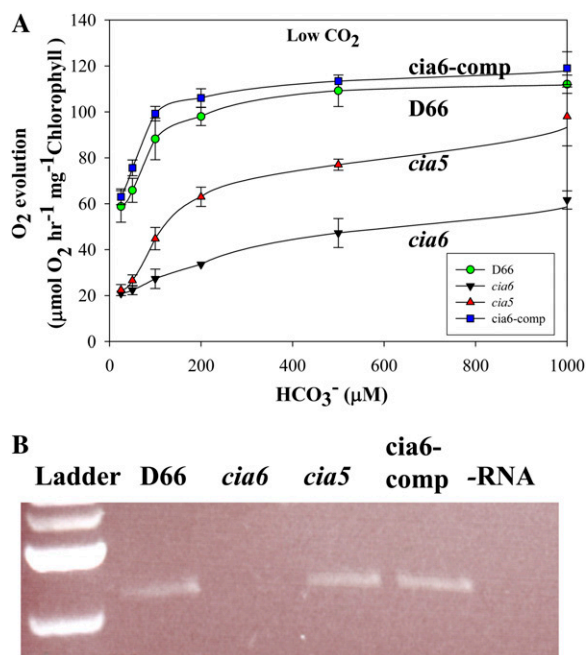 A
Low CO₂
O₂ evolution
(µmol O₂ hr⁻¹ mg⁻¹Chlorophyll)
140
120
100
80
60
40
20
0
cia6-comp
D66
cia5
cia6
D66
cia6
cia5
cia6-comp
0 200 400 600 800 1000
HCO₃⁻ (µM)
B
Ladder D66 cia6 cia5 cia6-
comp -RNA